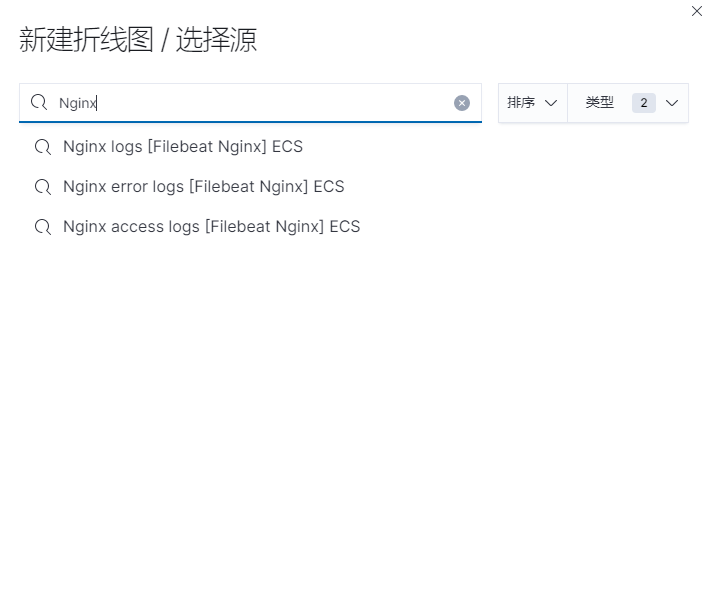 新建折线图 / 选择源
Nginx
排序
类型 2
Nginx logs [Filebeat Nginx] ECS
Nginx error logs [Filebeat Nginx] ECS
Nginx access logs [Filebeat Nginx] ECS